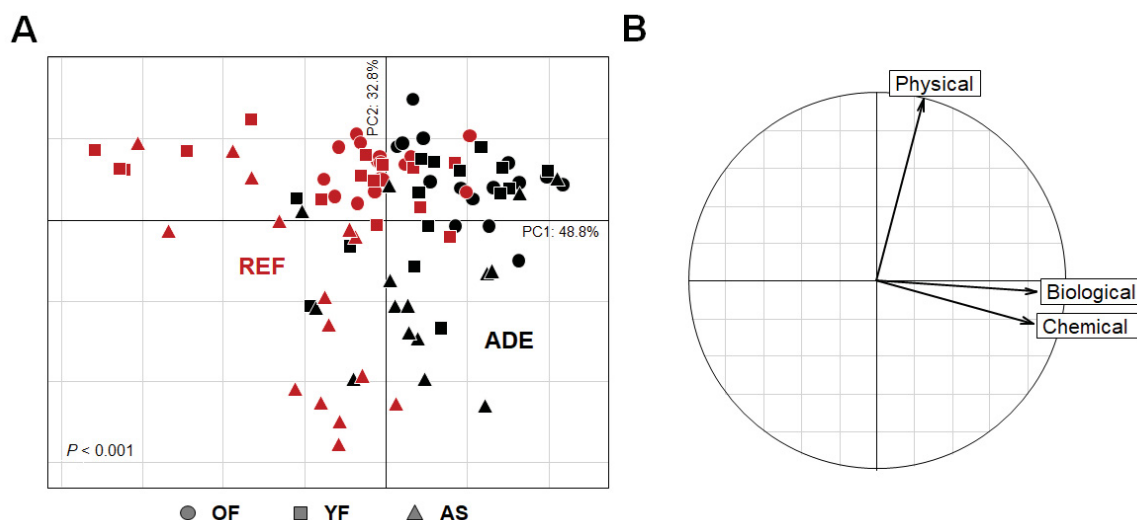 A
B
PC2: 32.8%
Physical
PC1: 48.8%
REF
Biological
Chemical
ADE
P < 0.001
OF
YF
AS